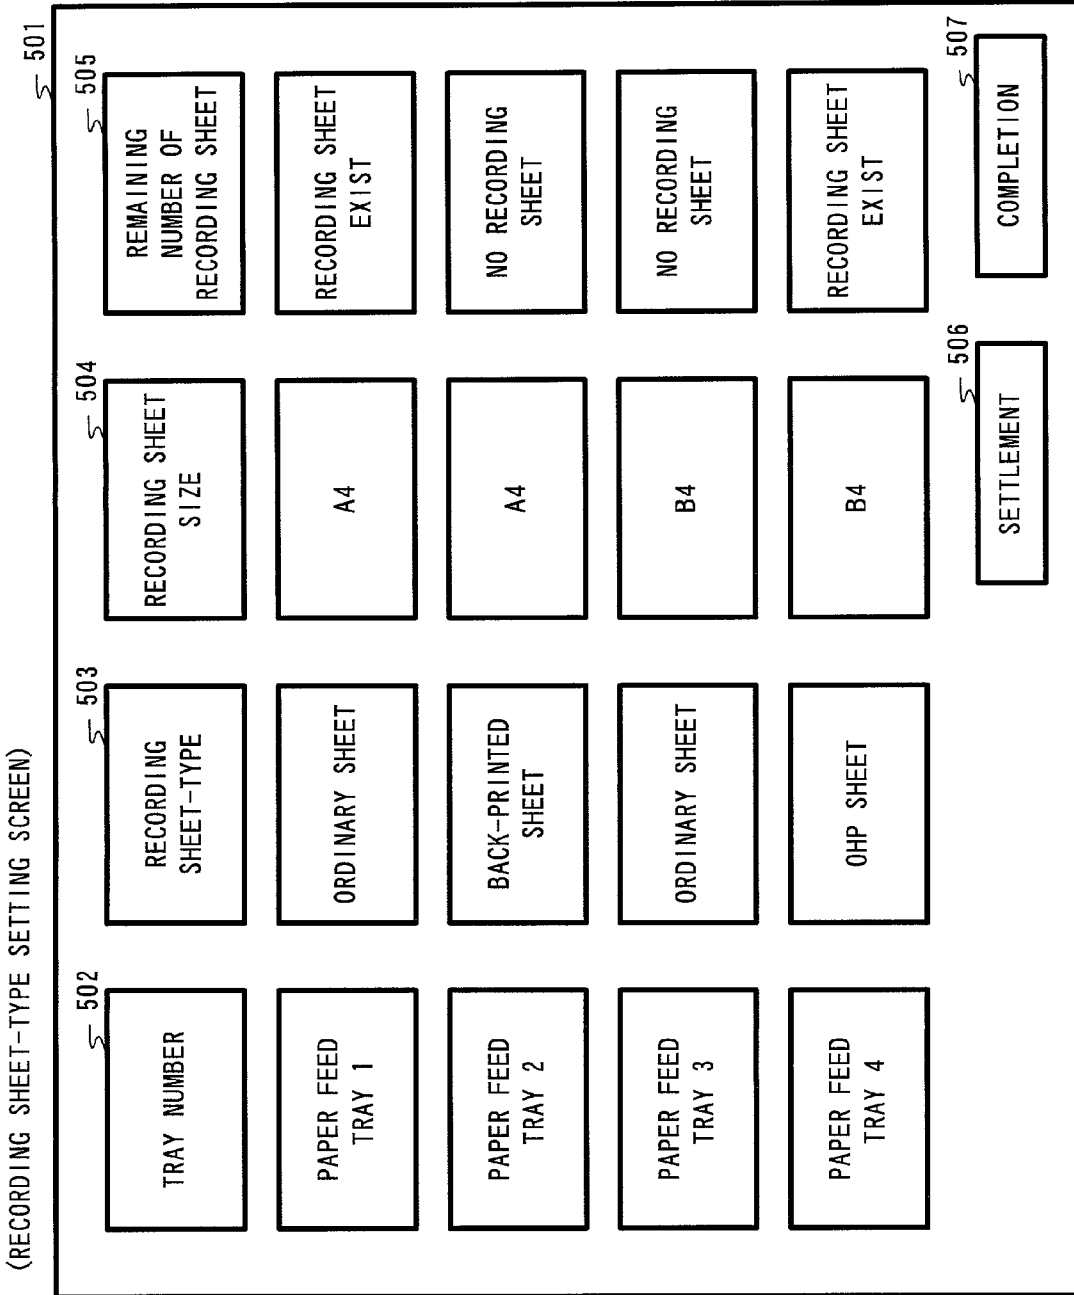 (RECORDING SHEET-TYPE SETTING SCREEN)
501
502
503
504
505
TRAY NUMBER
RECORDING
SHEET-TYPE
RECORDING SHEET
SIZE
REMAINING
NUMBER OF
RECORDING SHEET
PAPER FEED
TRAY 1
ORDINARY SHEET
A4
RECORDING SHEET
EXIST
PAPER FEED
TRAY 2
BACK-PRINTED
SHEET
A4
NO RECORDING
SHEET
PAPER FEED
TRAY 3
ORDINARY SHEET
B4
NO RECORDING
SHEET
PAPER FEED
TRAY 4
OHP SHEET
B4
RECORDING SHEET
EXIST
506
507
SETTLEMENT
COMPLETION